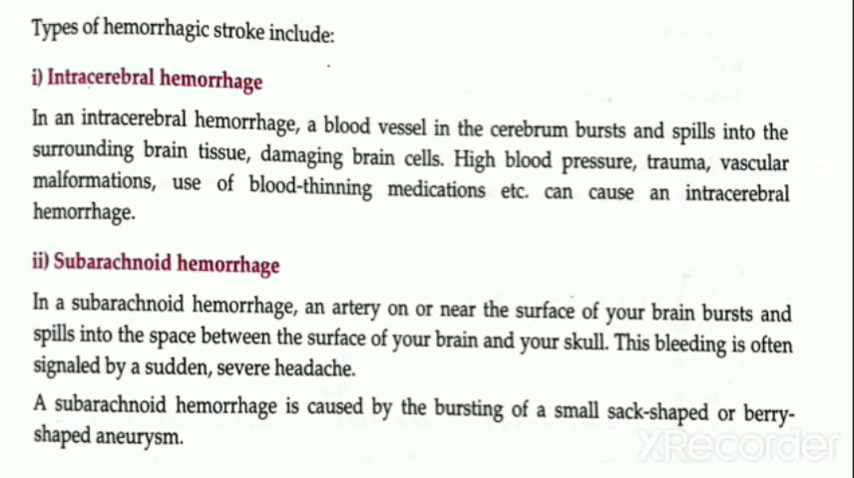 Types of hemorrhagic stroke include:
i) Intracerebral hemorrhage
In an intracerebral hemorrhage, a blood vessel in the cerebrum bursts and spills into the
surrounding brain tissue, damaging brain cells. High blood pressure, trauma, vascular
malformations, use of blood-thinning medications etc. can cause an intracerebral
hemorrhage.
ii) Subarachnoid hemorrhage
In a subarachnoid hemorrhage, an artery on or near the surface of your brain bursts and
spills into the space between the surface of your brain and your skull. This bleeding is often
signaled by a sudden, severe headache.
A subarachnoid hemorrhage is caused by the bursting of a small sack-shaped or berry-
shaped aneurysm.
XRecorder